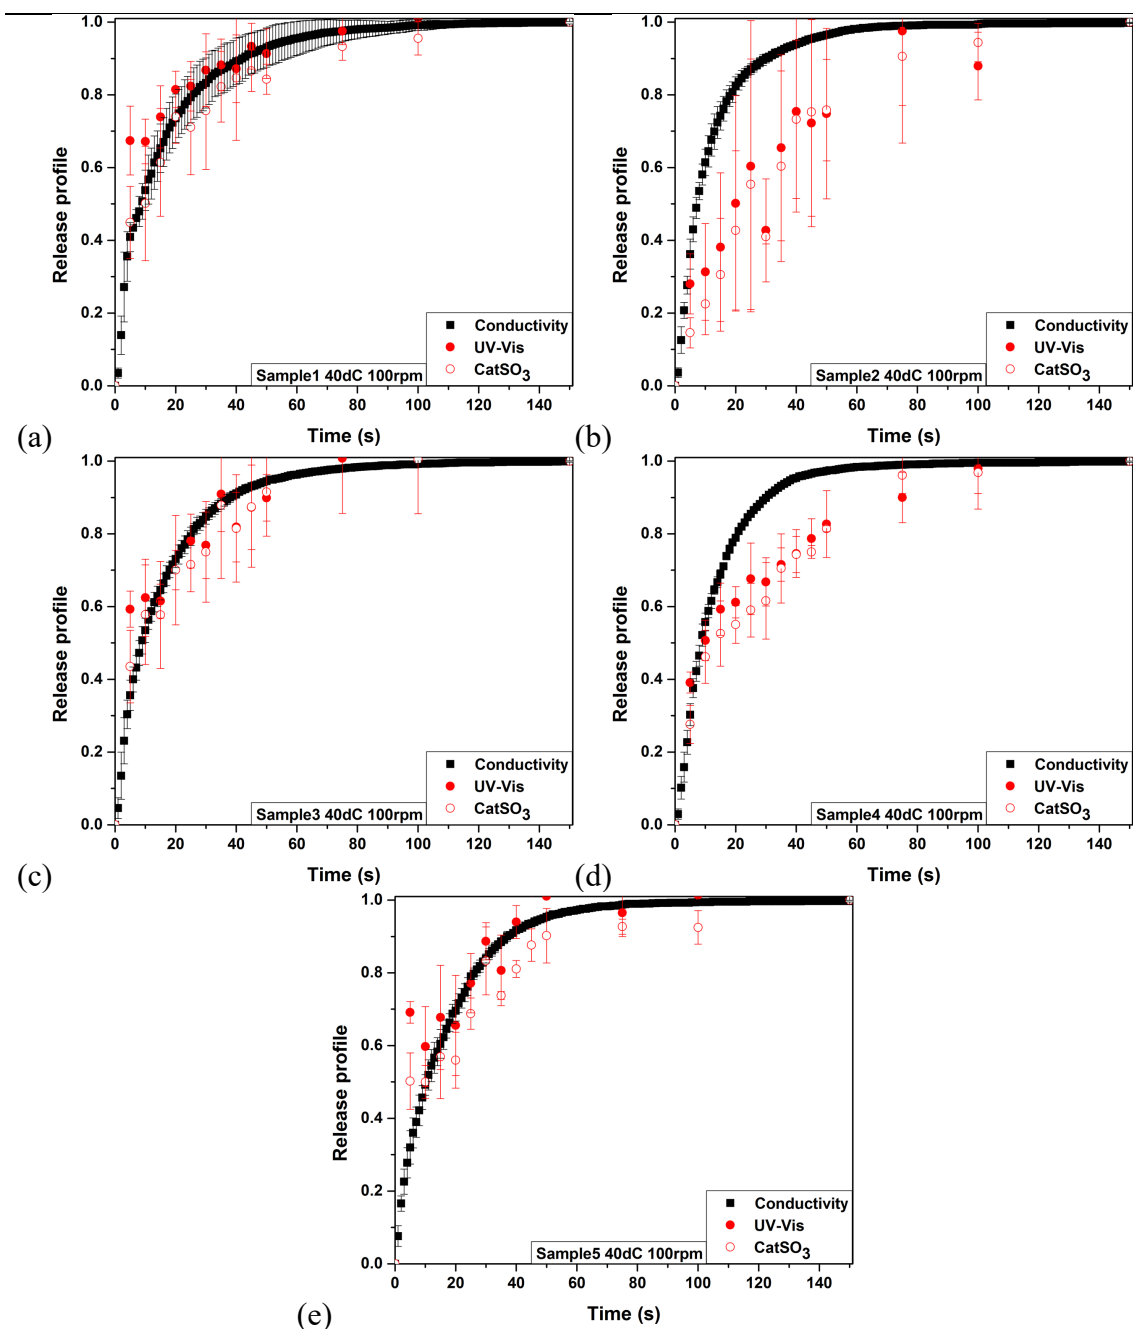 1.0
0.8
0.6
0.4
0.2
0.0
Release profile
Conductivity
UV-Vis
CatSO3
Sample1 40dC 100rpm
0 20 40 60 80 100 120 140
Time (s)
(a)
1.0
0.8
0.6
0.4
0.2
0.0
Release profile
Conductivity
UV-Vis
CatSO3
Sample2 40dC 100rpm
0 20 40 60 80 100 120 140
Time (s)
(b)
1.0
0.8
0.6
0.4
0.2
0.0
Release profile
Conductivity
UV-Vis
CatSO3
Sample3 40dC 100rpm
0 20 40 60 80 100 120 140
Time (s)
(c)
1.0
0.8
0.6
0.4
0.2
0.0
Release profile
Conductivity
UV-Vis
CatSO3
Sample4 40dC 100rpm
0 20 40 60 80 100 120 140
Time (s)
(d)
1.0
0.8
0.6
0.4
0.2
0.0
Release profile
Conductivity
UV-Vis
CatSO3
Sample5 40dC 100rpm
0 20 40 60 80 100 120 140
Time (s)
(e)